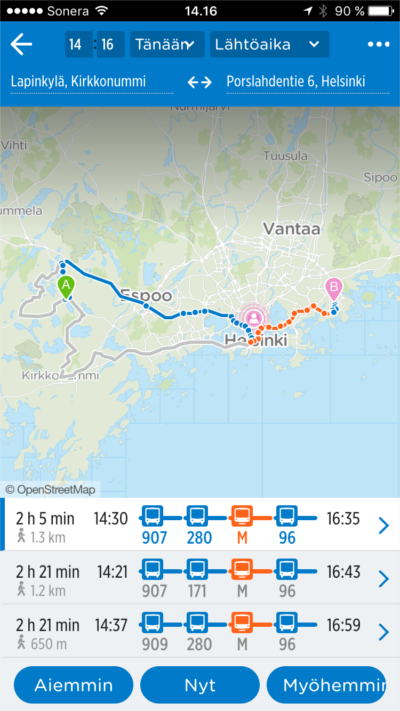 Sonera 14.16 90 %
14 : 16 Tänään Lähtöaika
Lapinkylä, Kirkkonummi Porslahdentie 6, Helsinki
Nurmijärvi
Vihti
Tuusula
Sipoo
ummela
Vantaa
A
B
Espoo
Helsinki
Kirkkonummi
© OpenStreetMap
2 h 5 min 14:30 16:35
1.3 km 907 280 M 96
2 h 21 min 14:21 16:43
1.2 km 907 171 M 96
2 h 21 min 14:37 16:59
650 m 909 280 M 96
Aiemmin Nyt Myöhemmin